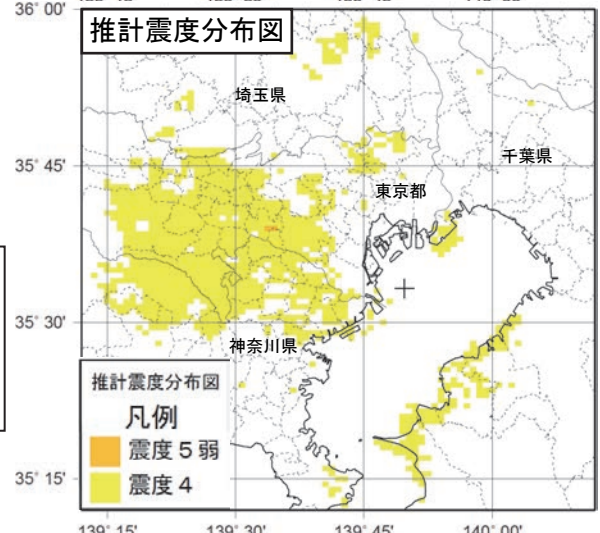 36° 00′
推計震度分布図
埼玉県
35° 45′
千葉県
東京都
35° 30′
神奈川県
推計震度分布図
凡例
震度５弱
震度４
35° 15′
139° 15′ 139° 30′ 139° 45′ 140° 00′